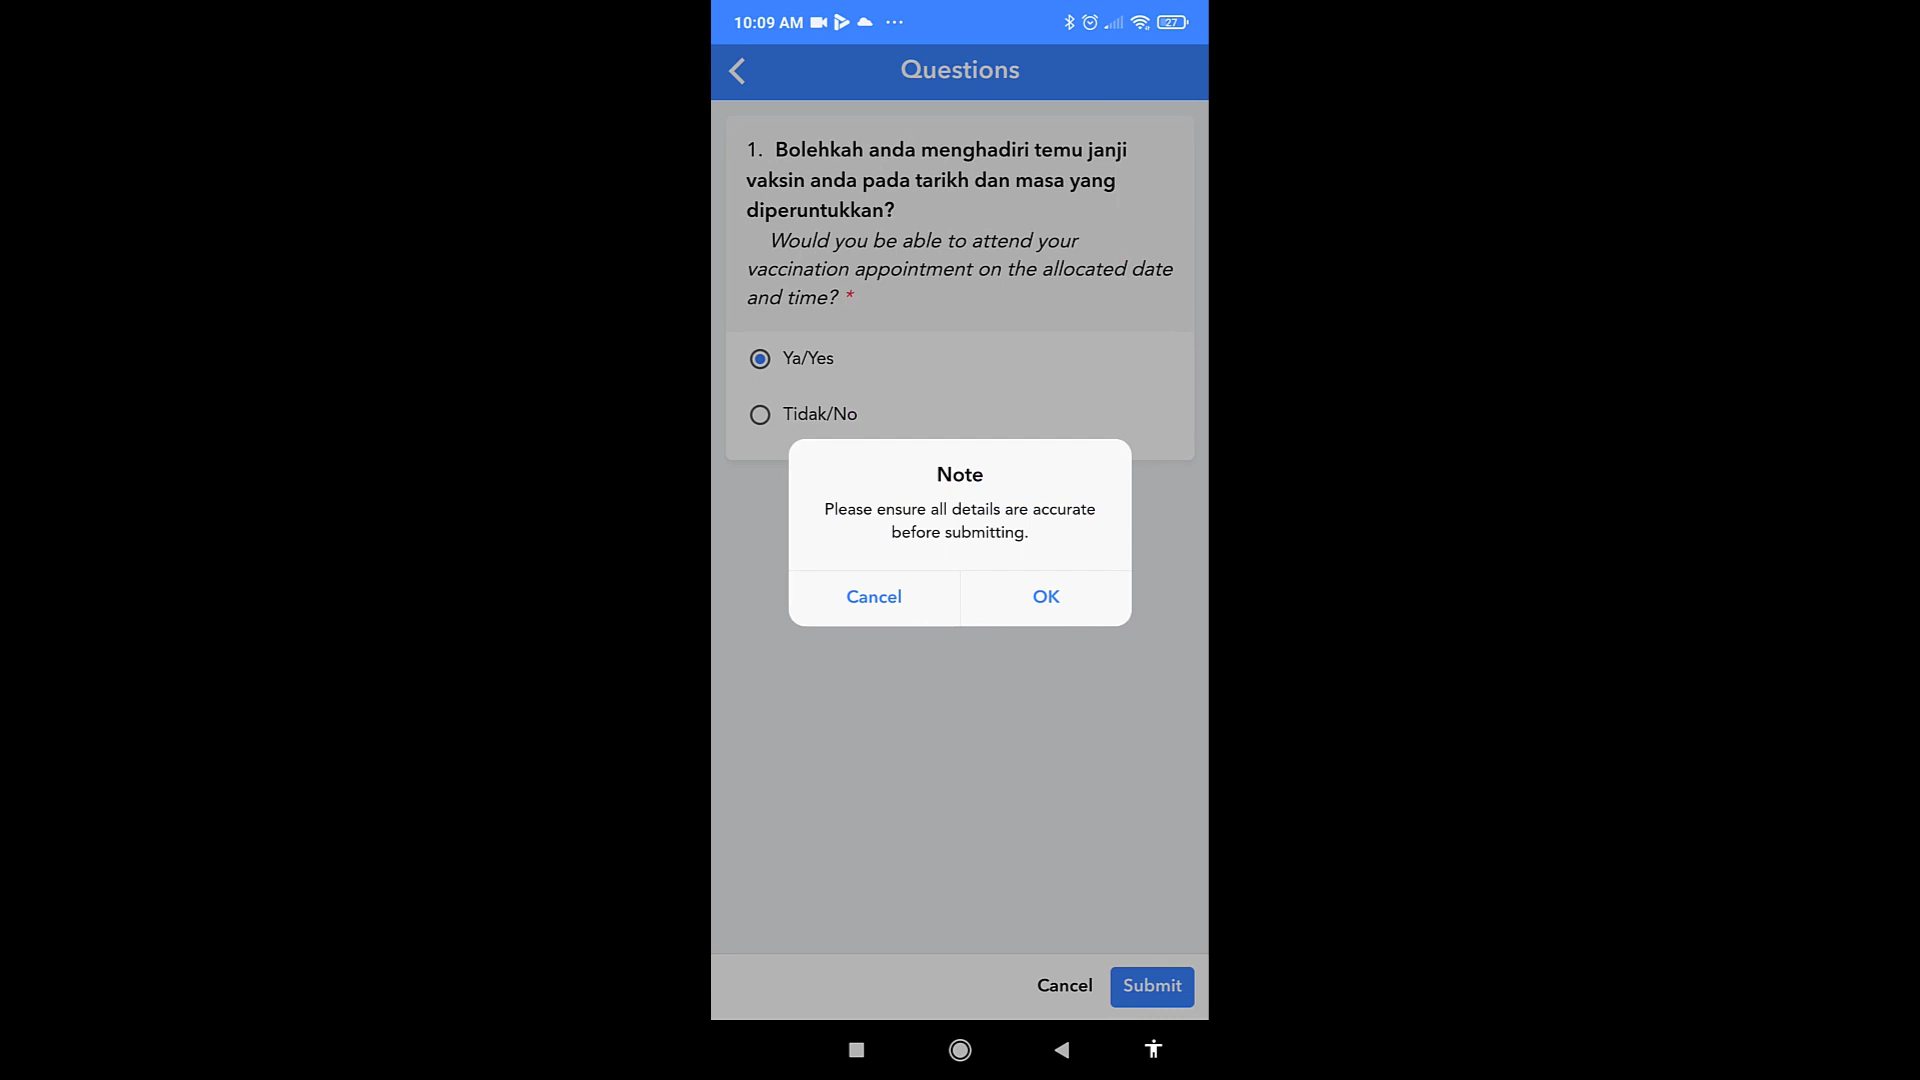 10:09 AM
27
Questions
1. Bolehkah anda menghadiri temu janji
vaksin anda pada tarikh dan masa yang
diperuntukkan?
Would you be able to attend your
vaccination appointment on the allocated date
and time? *
Ya/Yes
Tidak/No
Note
Please ensure all details are accurate
before submitting.
Cancel
OK
Cancel
Submit